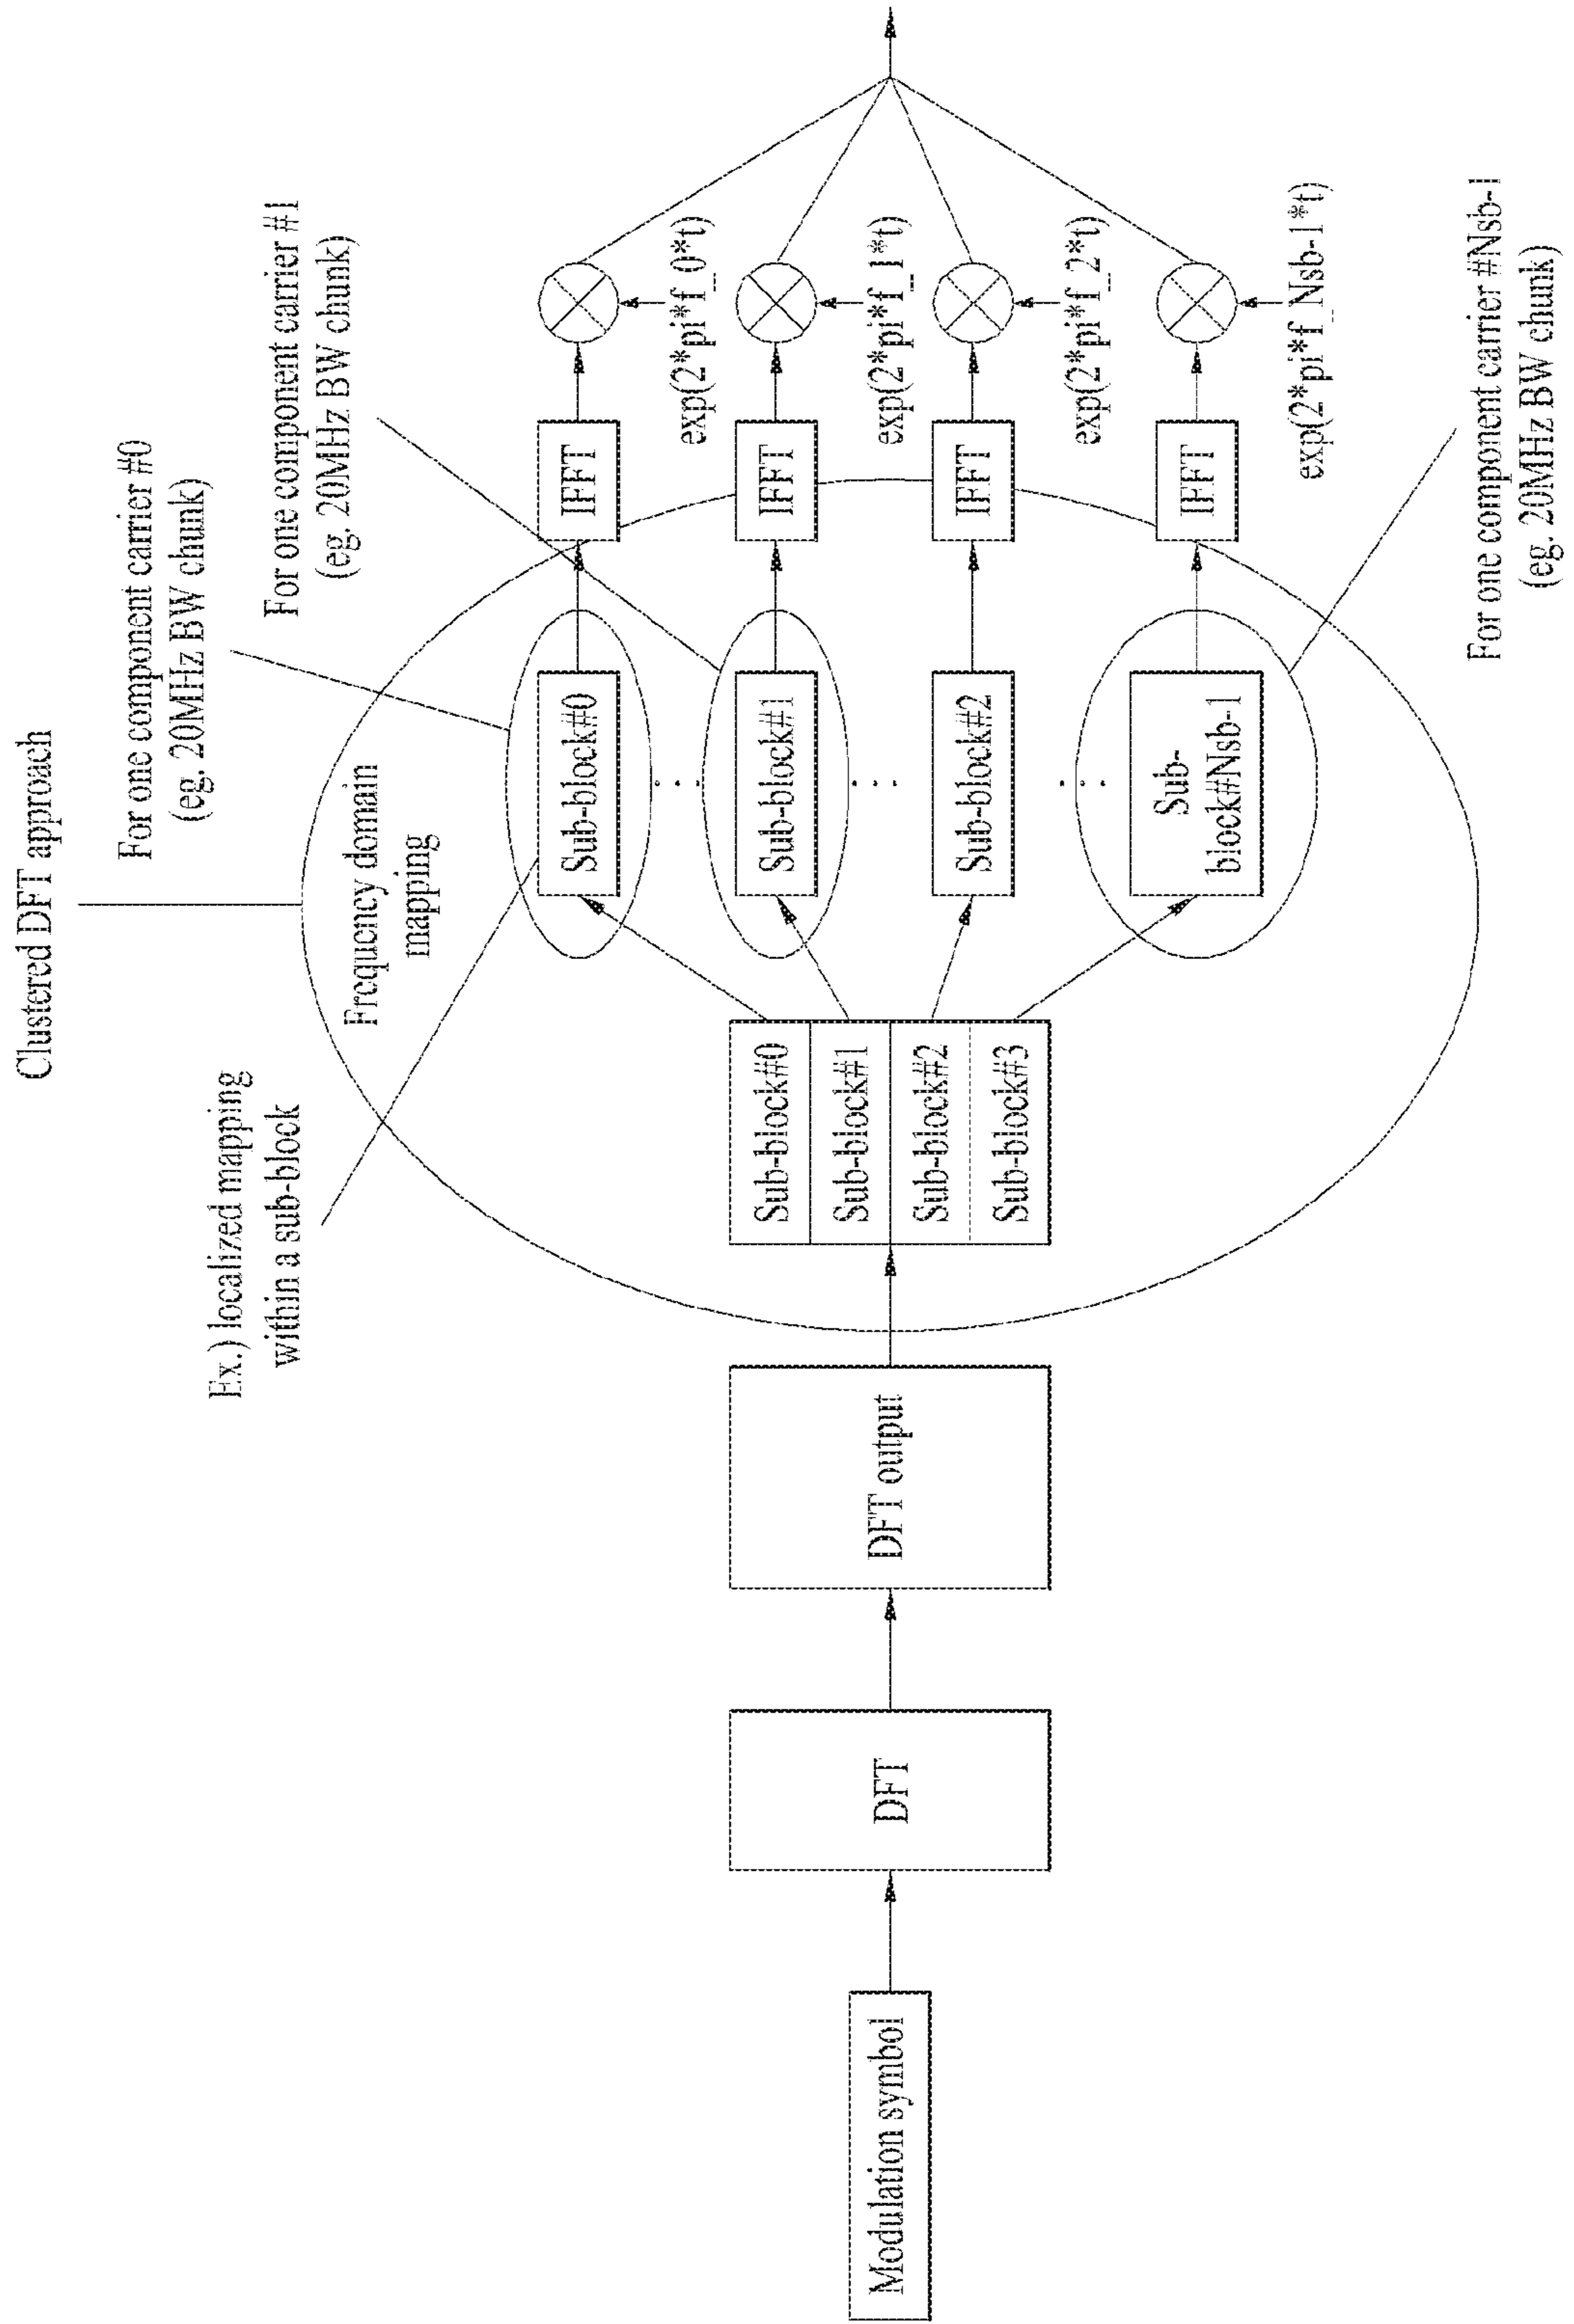 Clustered DFT approach
For one component carrier #0
(eg. 20MHz BW chunk)
For one component carrier #1
(eg. 20MHz BW chunk)
Ex.) localized mapping
within a sub-block
Frequency domain
mapping
Modulation symbol
DFT
DFT output
Sub-block#0
Sub-block#1
Sub-block#2
Sub-block#3
Sub-block#0
IFFT
exp(2*pi*f_0*t)
Sub-block#1
IFFT
exp(2*pi*f_1*t)
Sub-block#2
IFFT
exp(2*pi*f_2*t)
Sub-
block#Nsb-1
IFFT
exp(2*pi*f_Nsb-1*t)
For one component carrier #Nsb-1
(eg. 20MHz BW chunk)